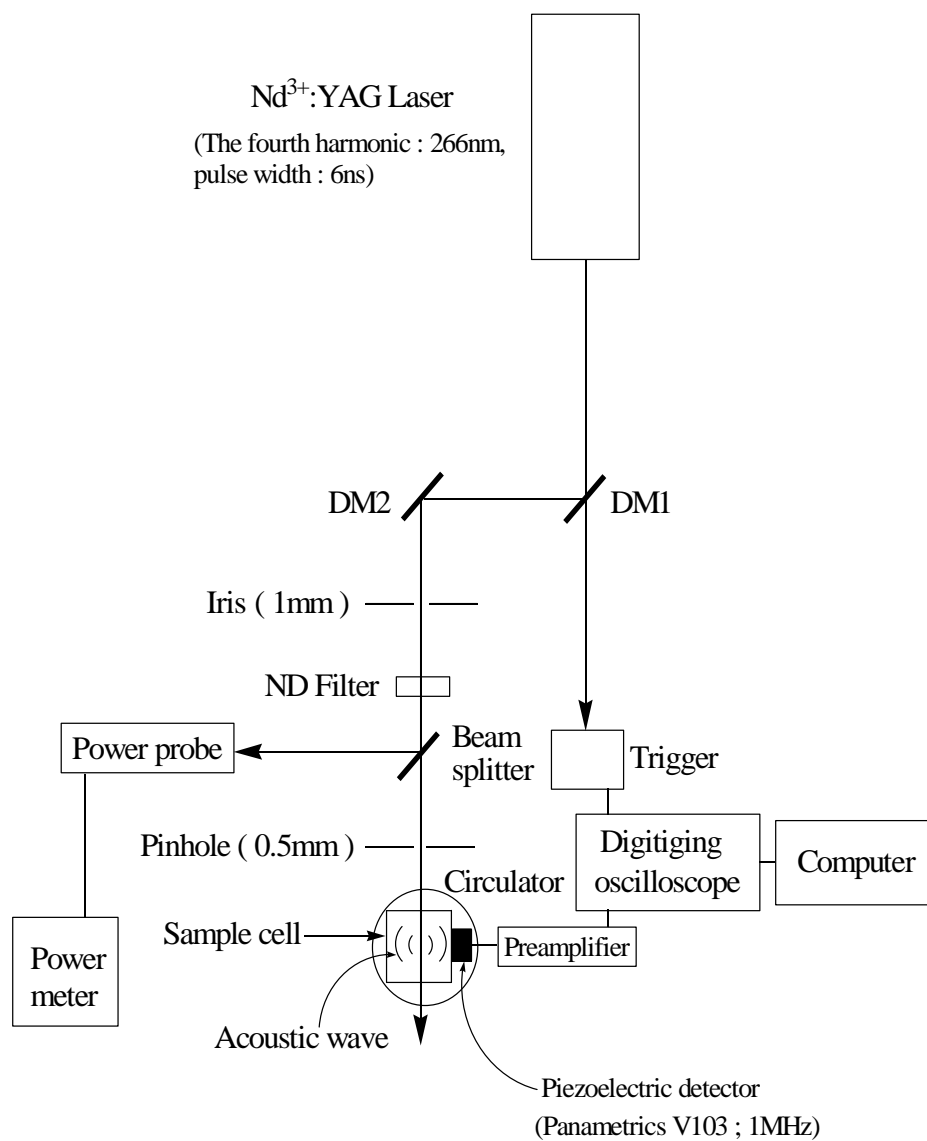 Nd³⁺:YAG Laser
(The fourth harmonic : 266nm,
pulse width : 6ns)
DM2
DM1
Iris ( 1mm )
ND Filter
Power probe
Beam
splitter
Trigger
Pinhole ( 0.5mm )
Digitiging
oscilloscope
Computer
Circulator
Sample cell
Preamplifier
Power
meter
Acoustic wave
Piezoelectric detector
(Panametrics V103 ; 1MHz)